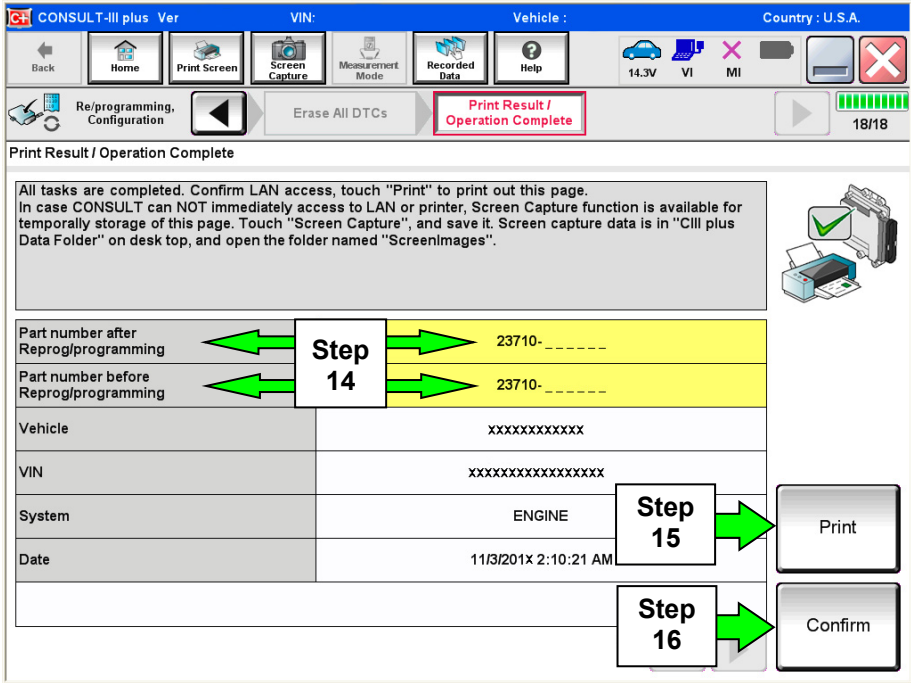 C+ CONSULT-III plus Ver VIN: Vehicle : Country : U.S.A.
Back Home Print Screen Screen Capture Measurement Mode Recorded Data Help 14.3V VI MI
Re/programming, Configuration Erase All DTCs Print Result / Operation Complete 18/18
Print Result / Operation Complete
All tasks are completed. Confirm LAN access, touch "Print" to print out this page.
In case CONSULT can NOT immediately access to LAN or printer, Screen Capture function is available for
temporally storage of this page. Touch "Screen Capture", and save it. Screen capture data is in "CIII plus
Data Folder" on desk top, and open the folder named "ScreenImages".
Part number after
Reprog/programming
23710-_ _ _ _ _ _
Step
14
Part number before
Reprog/programming
23710-_ _ _ _ _ _
Vehicle xxxxxxxxxxxx
VIN xxxxxxxxxxxxxxxxx
System ENGINE
Step
15
Print
Date 11/3/201x 2:10:21 AM
Step
16
Confirm